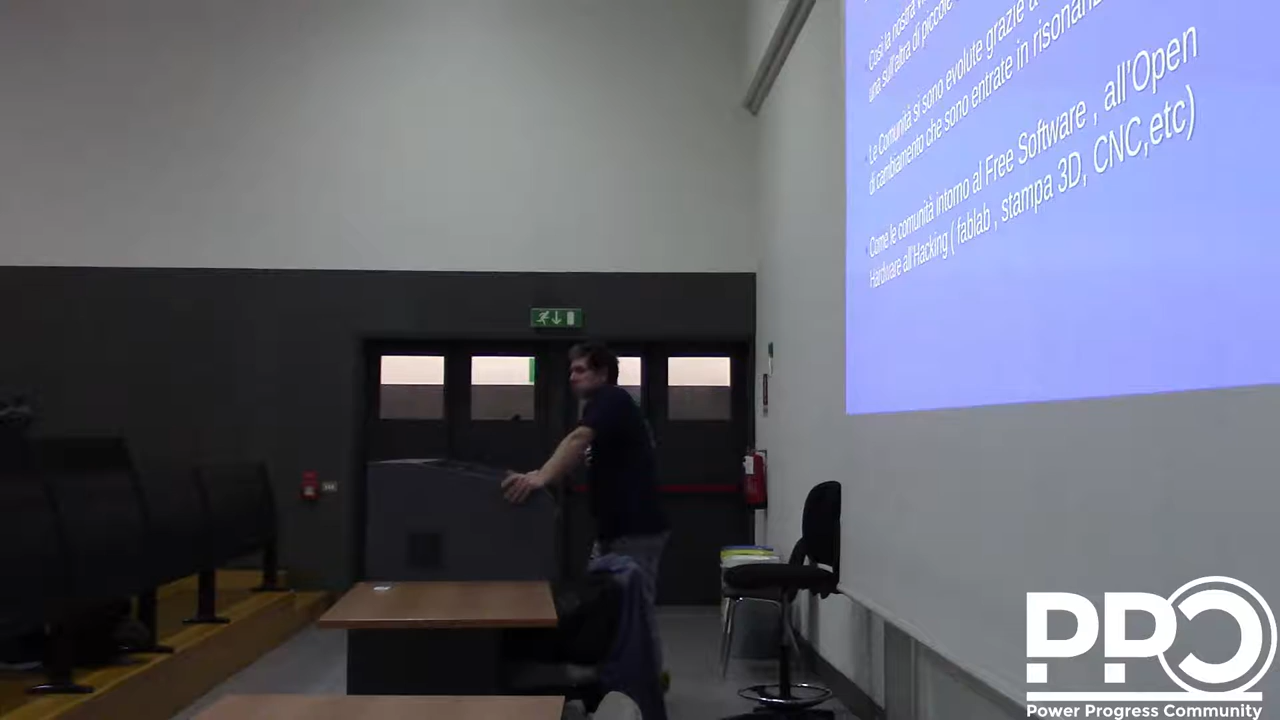 Così la nostra
una sull'altra di piccole
Le Comunità si sono evolute grazie a
di cambiamento che sono entrate in risonanz
Come le comunità intorno al Free Software , all'Open
Hardware all'Hacking ( fablab , stampa 3D, CNC,etc)
PPC
Power Progress Community